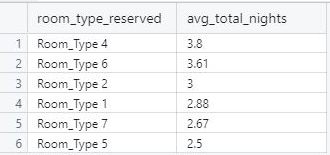 room_type_reserved avg_total_nights
1 Room_Type 4 3.8
2 Room_Type 6 3.61
3 Room_Type 2 3
4 Room_Type 1 2.88
5 Room_Type 7 2.67
6 Room_Type 5 2.5